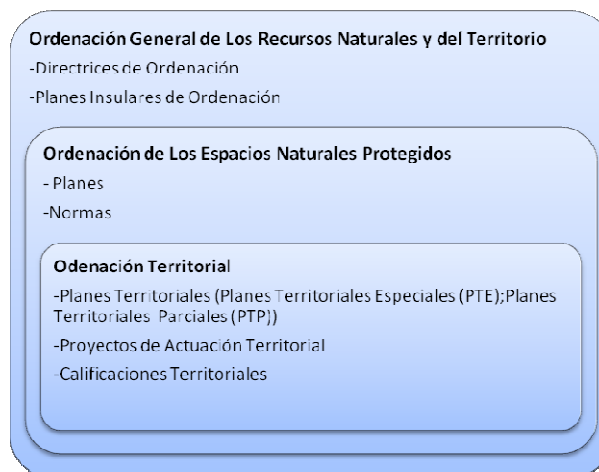 Ordenación General de Los Recursos Naturales y del Territorio
-Directrices de Ordenación
-Planes Insulares de Ordenación
Ordenación de Los Espacios Naturales Protegidos
- Planes
-Normas
Odenación Territorial
-Planes Territoriales (Planes Territoriales Especiales (PTE);Planes
Territoriales Parciales (PTP))
-Proyectos de Actuación Territorial
-Calificaciones Territoriales